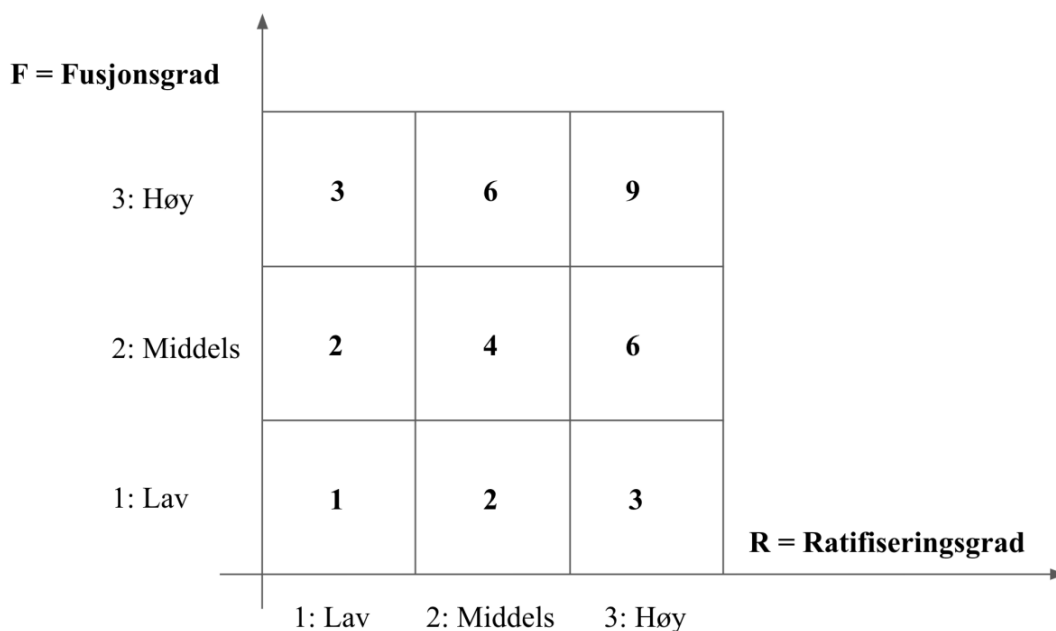 F = Fusjonsgrad
3: Høy
3 6 9
2: Middels
2 4 6
1: Lav
1 2 3
R = Ratifiseringsgrad
1: Lav 2: Middels 3: Høy